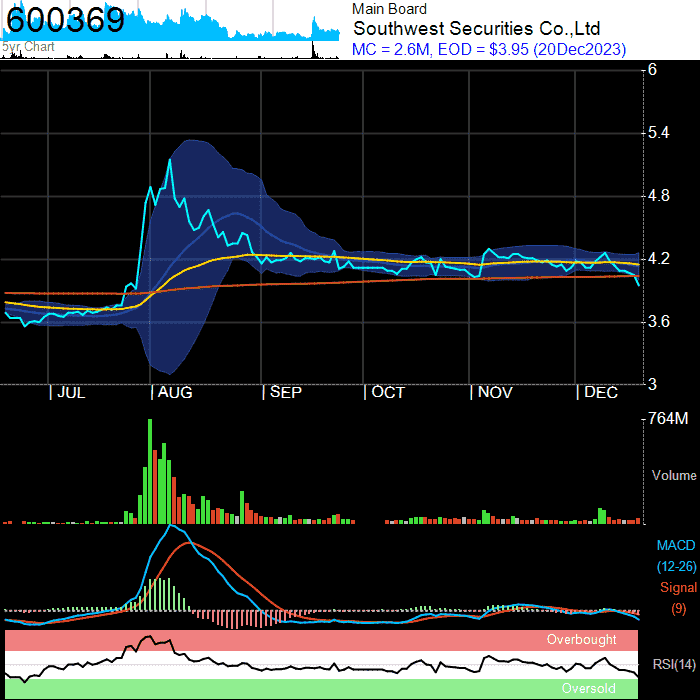 600369
5yr Chart
Main Board
Southwest Securities Co.,Ltd
MC = 2.6M, EOD = $3.95 (20Dec2023)
6
5.4
4.8
4.2
3.6
3
| JUL | AUG | SEP | OCT | NOV | DEC
764M
Volume
MACD
(12-26)
Signal
(9)
Overbought
RSI(14)
Oversold